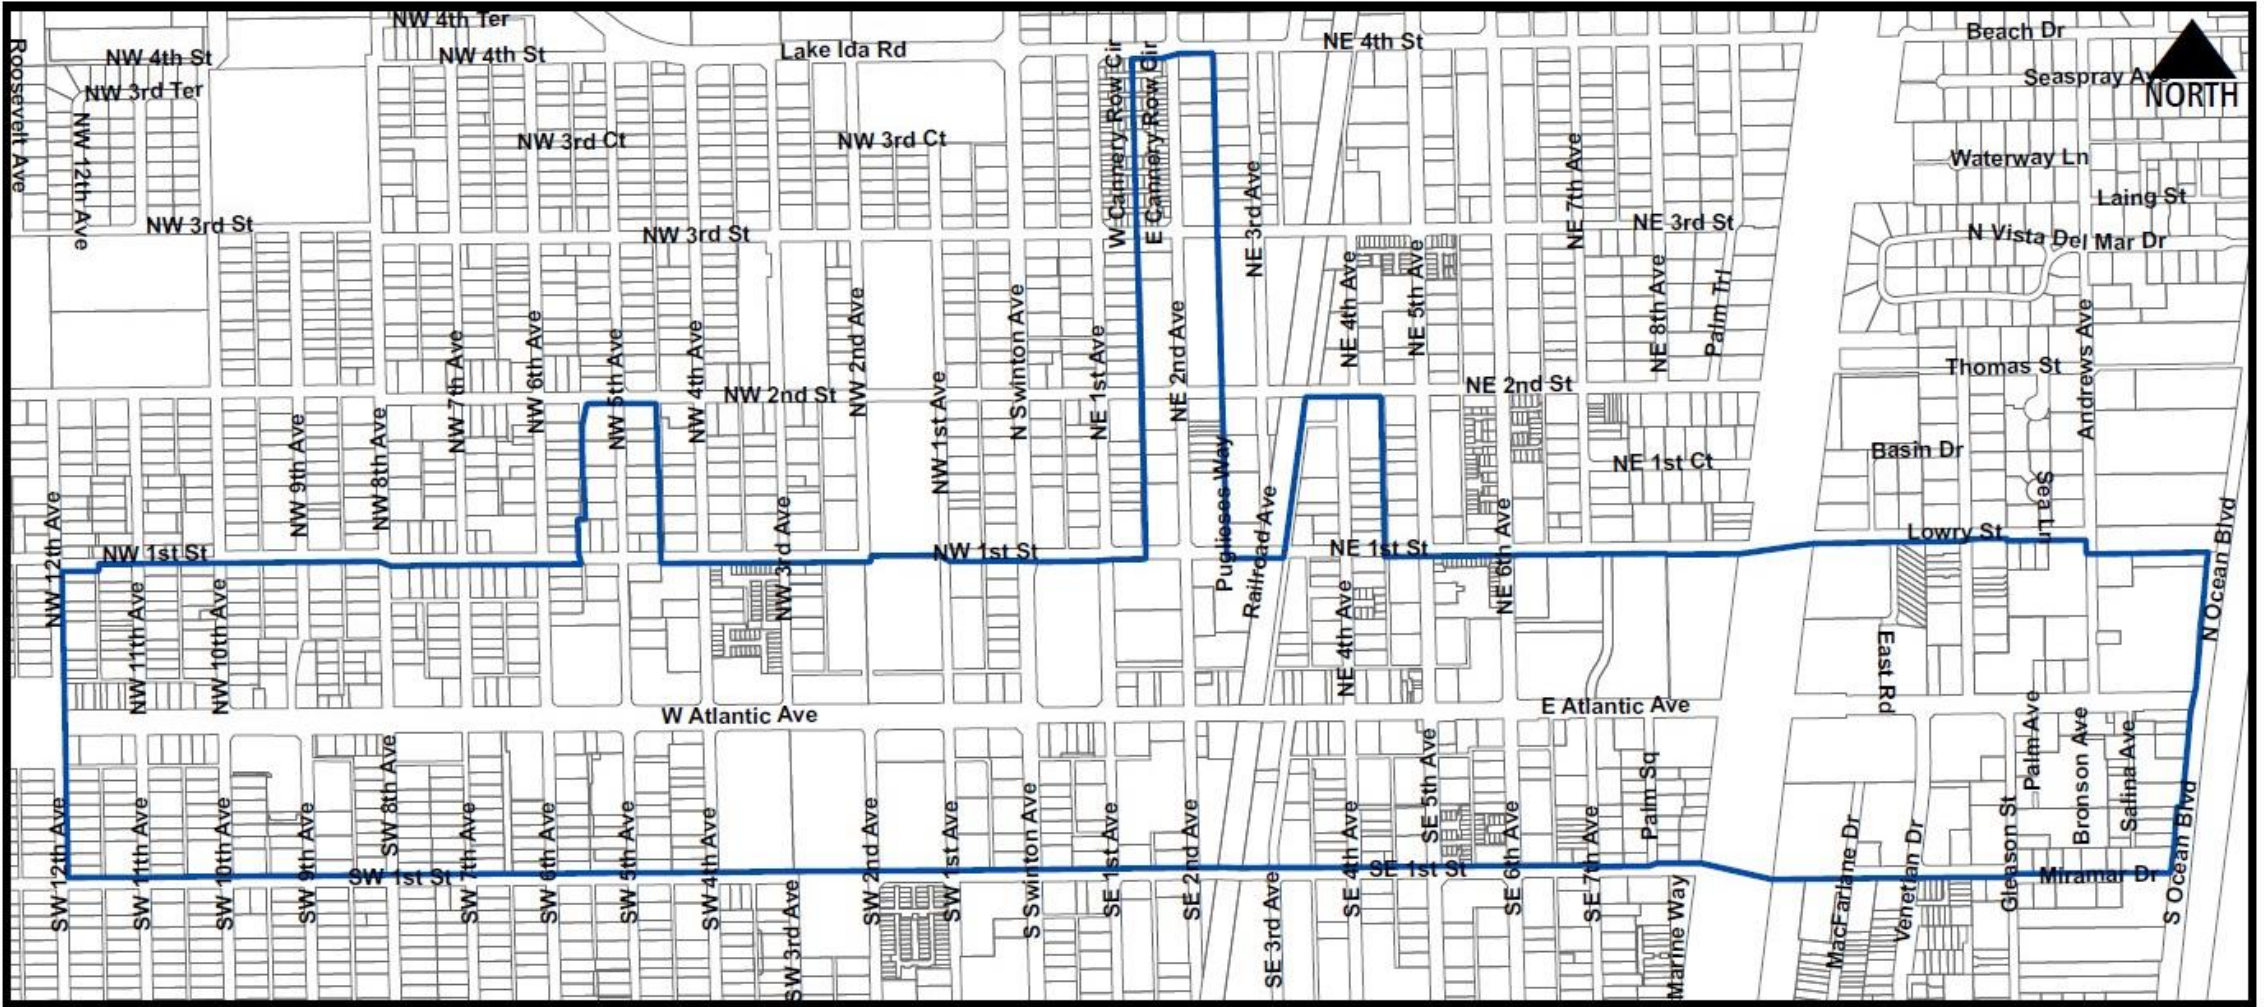 NW 4th Ter
NW 4th St
NW 4th St
Lake Ida Rd
NE 4th St
Beach Dr
Roosevelt Ave
NW 3rd Ter
Seaspray Ave
NORTH
NW 12th Ave
NW 3rd Ct
NW 3rd Ct
W Cannery Row Cir
E Cannery Row Cir
NE 3rd Ave
NE 7th Ave
Waterway Ln
Laing St
NW 3rd St
NW 3rd St
NE 3rd St
N Vista Del Mar Dr
NW 7th Ave
NW 6th Ave
NW 5th Ave
NW 4th Ave
NW 2nd Ave
N Swinton Ave
NE 1st Ave
NE 2nd Ave
NE 4th Ave
NE 5th Ave
NE 8th Ave
Palm Trl
Andrews Ave
Thomas St
NW 2nd St
NE 2nd St
NW 9th Ave
NW 8th Ave
NW 1st Ave
Puglieses Way
Railroad Ave
NE 1st Ct
Basin Dr
Sea Ln
NW 12th Ave
NW 3rd Ave
NE 6th Ave
N Ocean Blvd
NW 1st St
NW 1st St
NE 1st St
Lowry St
NW 11th Ave
NW 10th Ave
NE 4th Ave
East Rd
W Atlantic Ave
E Atlantic Ave
Palm Ave
Bronson Ave
Salina Ave
SW 8th Ave
SE 5th Ave
Palm Sq
SW 12th Ave
SW 11th Ave
SW 10th Ave
SW 9th Ave
SW 7th Ave
SW 6th Ave
SW 5th Ave
SW 4th Ave
SW 2nd Ave
SW 1st Ave
S Swinton Ave
SE 1st Ave
SE 2nd Ave
SE 4th Ave
SE 6th Ave
SE 7th Ave
MacFarlane Dr
Venetian Dr
Gleason St
S Ocean Blvd
SW 1st St
SE 1st St
Miramar Dr
SW 3rd Ave
SE 3rd Ave
Marine Way